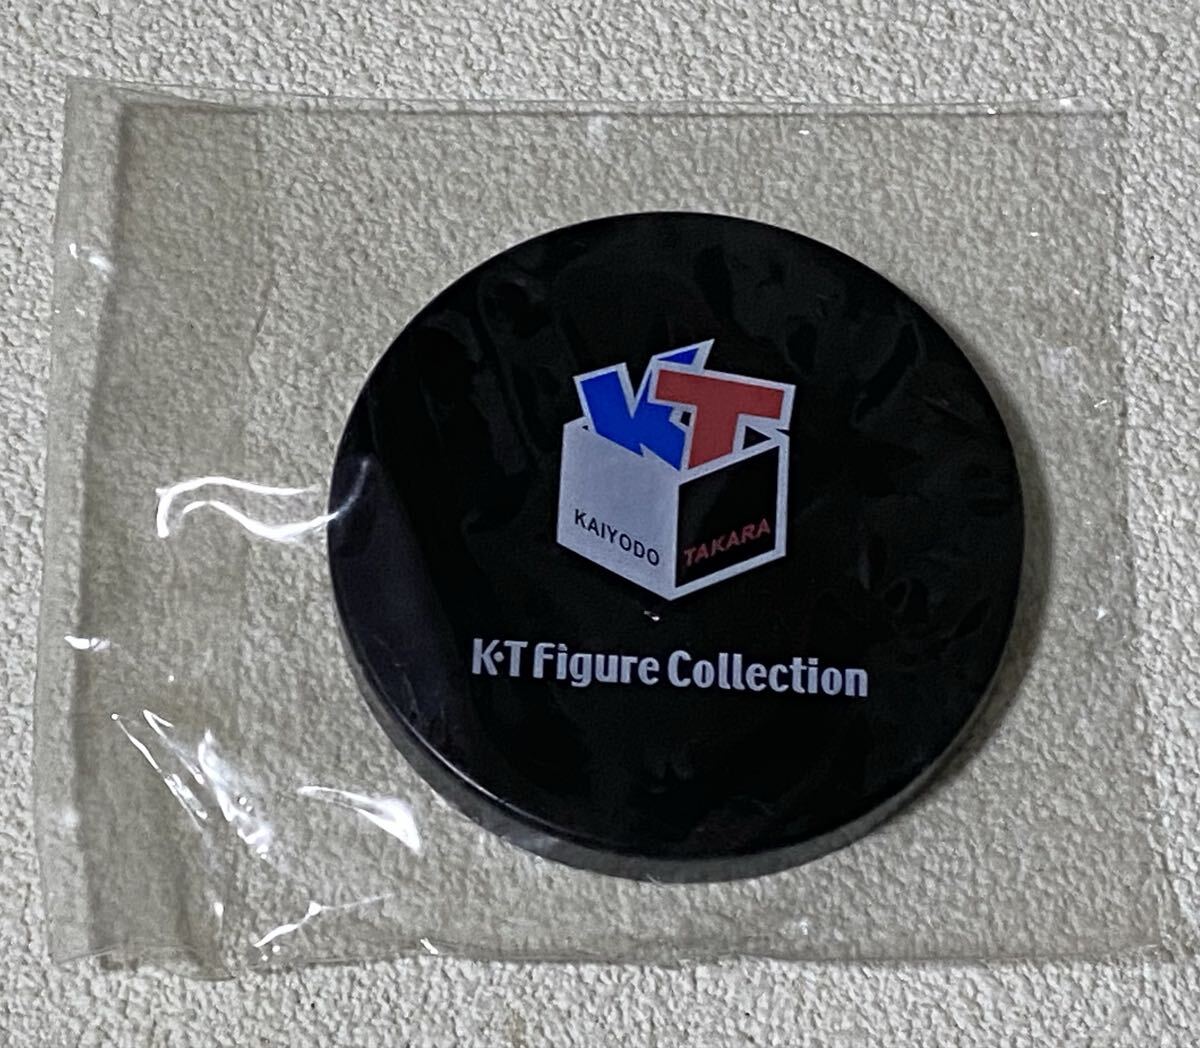 KT
KAIYODO
TAKARA
K·T Figure Collection